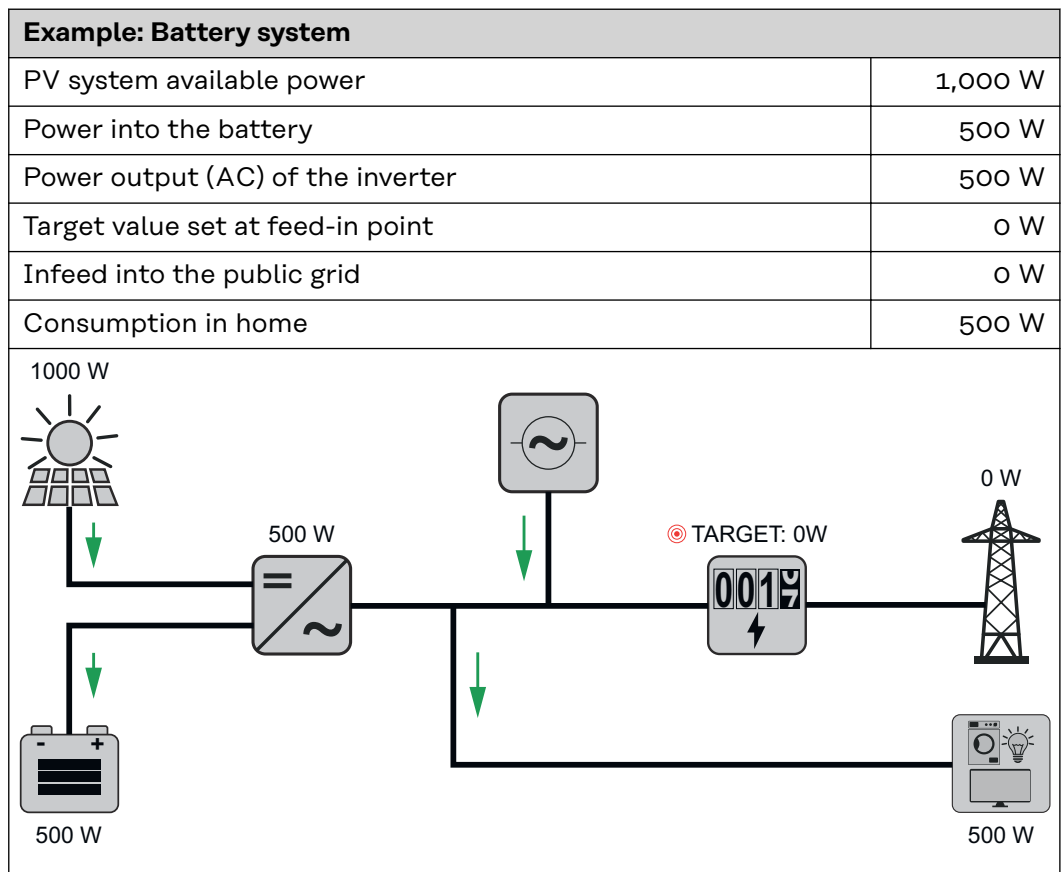 Example: Battery system
PV system available power 1,000 W
Power into the battery 500 W
Power output (AC) of the inverter 500 W
Target value set at feed-in point 0 W
Infeed into the public grid 0 W
Consumption in home 500 W
1000 W
0 W
500 W
TARGET: 0W
001
- +
500 W
500 W